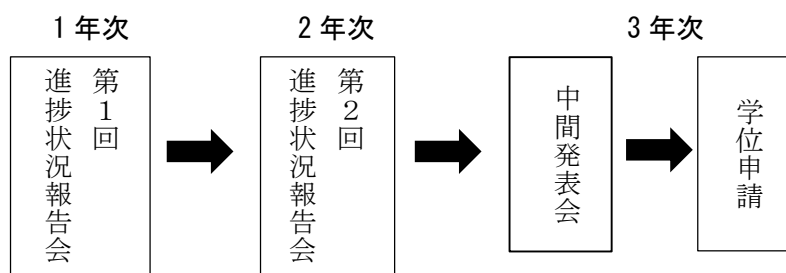 1年次
2年次
3年次
第1回
進捗状況報告会
第2回
進捗状況報告会
中間発表会
学位申請